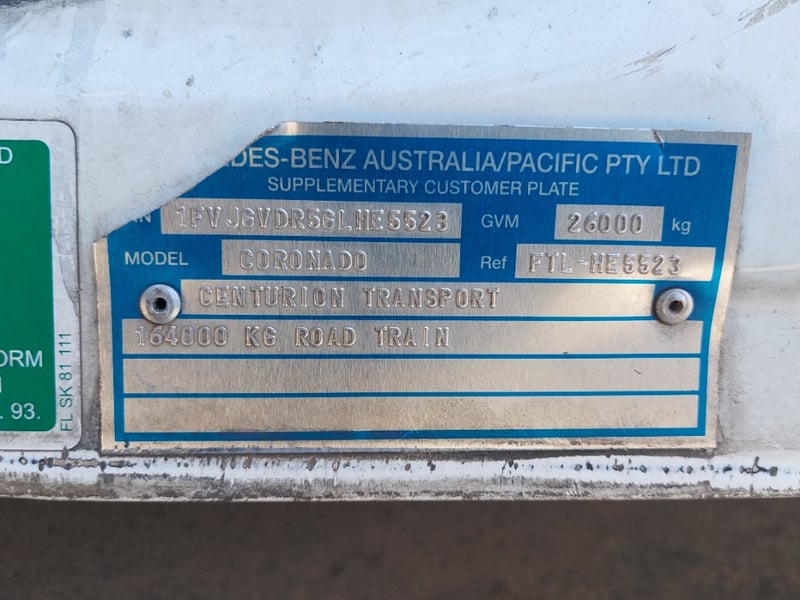 DES-BENZ AUSTRALIA/PACIFIC PTY LTD
SUPPLEMENTARY CUSTOMER PLATE
IN 1FVJGVDR5GLHE5523 GVM 26000 kg
MODEL CORONADO Ref FTL-HE5523
CENTURION TRANSPORT
164000 KG ROAD TRAIN
D
ORM
. 93.
FL SK 81 111